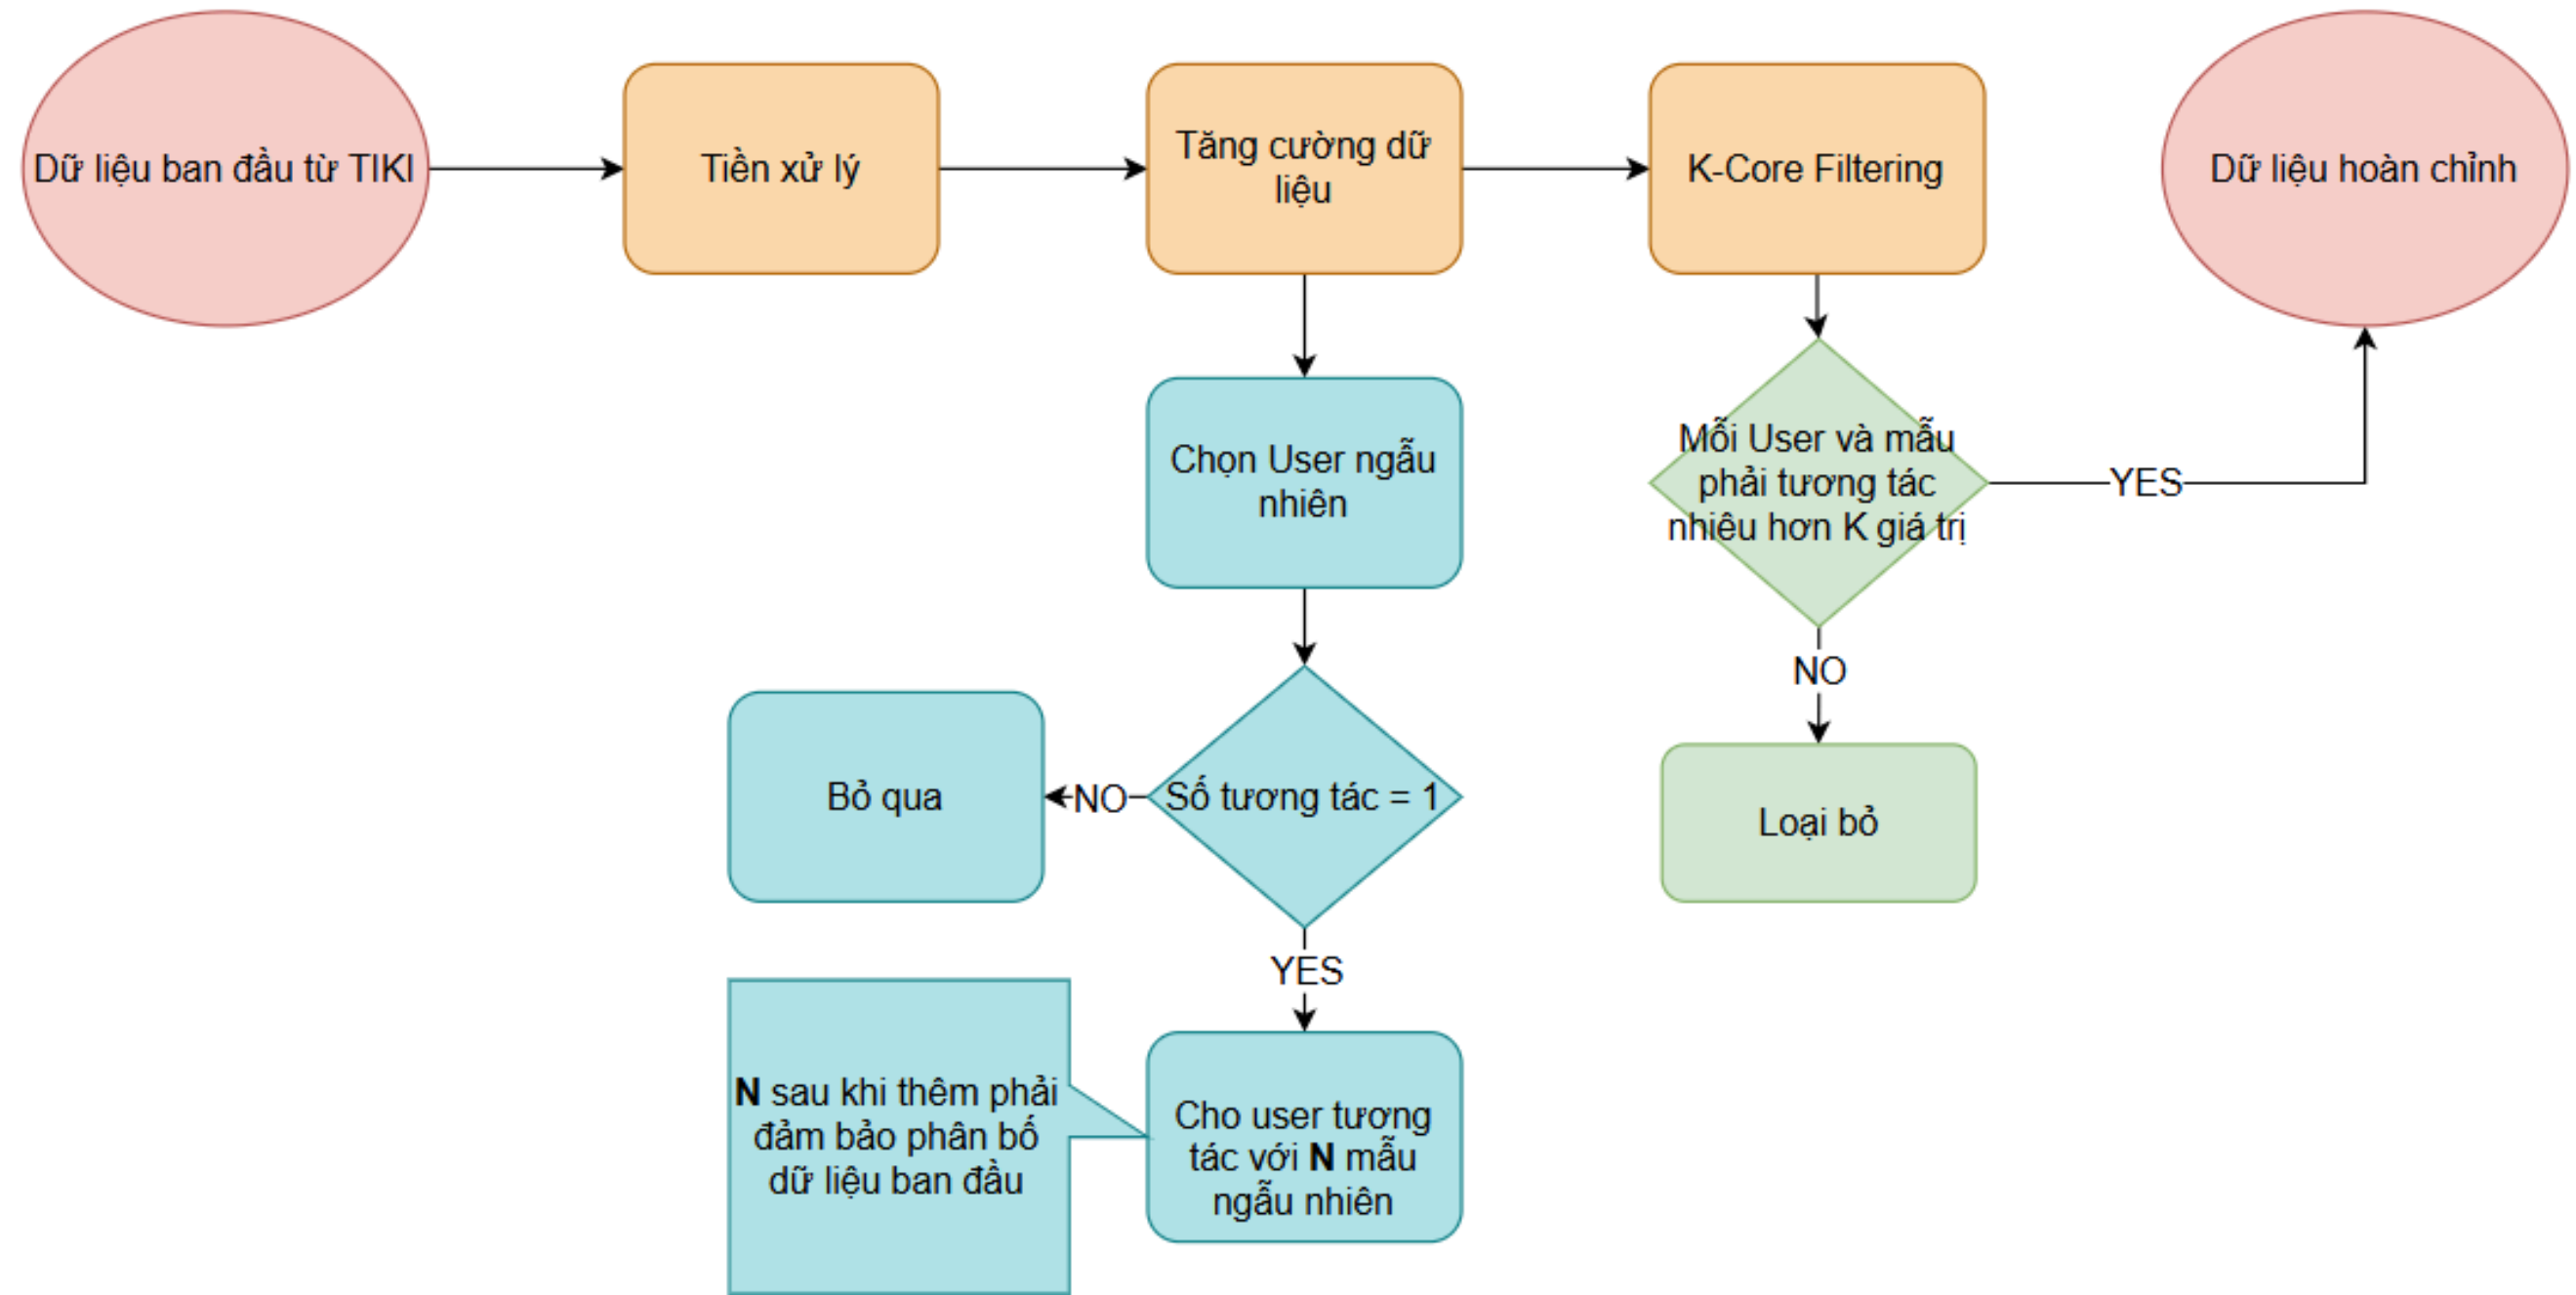 Dữ liệu ban đầu từ TIKI
Tiền xử lý
Tăng cường dữ
liệu
K-Core Filtering
Dữ liệu hoàn chỉnh
Chọn User ngẫu
nhiên
Mỗi User và mẫu
phải tương tác
nhiều hơn K giá trị
YES
NO
Loại bỏ
Số tương tác = 1
NO
Bỏ qua
YES
N sau khi thêm phải
đảm bảo phân bố
dữ liệu ban đầu
Cho user tương
tác với N mẫu
ngẫu nhiên